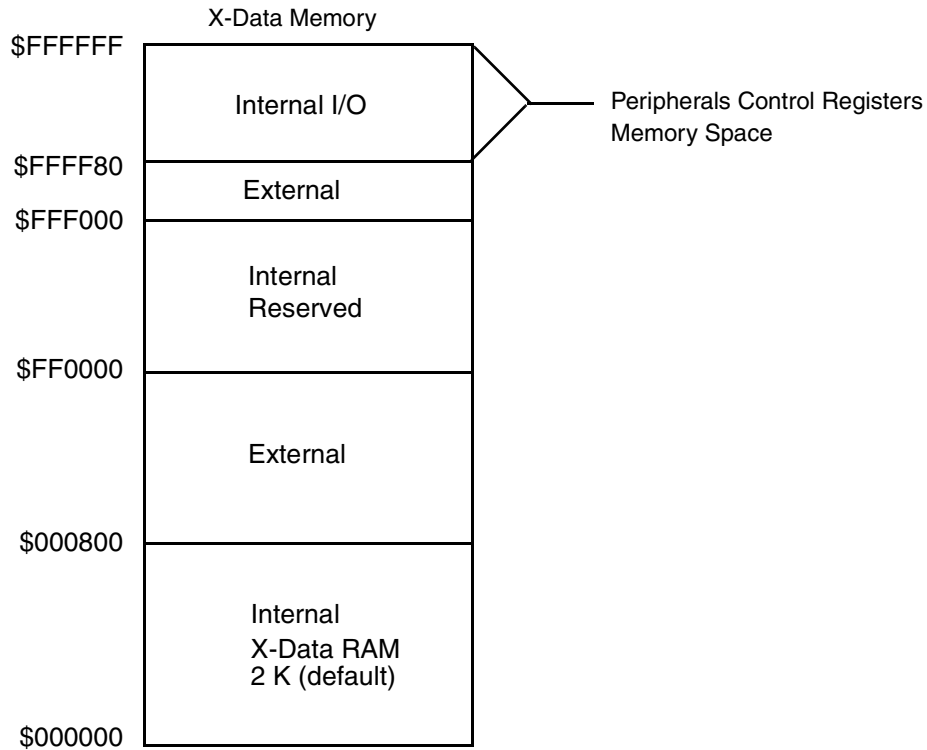 X-Data Memory
$FFFFFF
Internal I/O
Peripherals Control Registers
Memory Space
$FFFF80
External
$FFF000
Internal
Reserved
$FF0000
External
$000800
Internal
X-Data RAM
2 K (default)
$000000